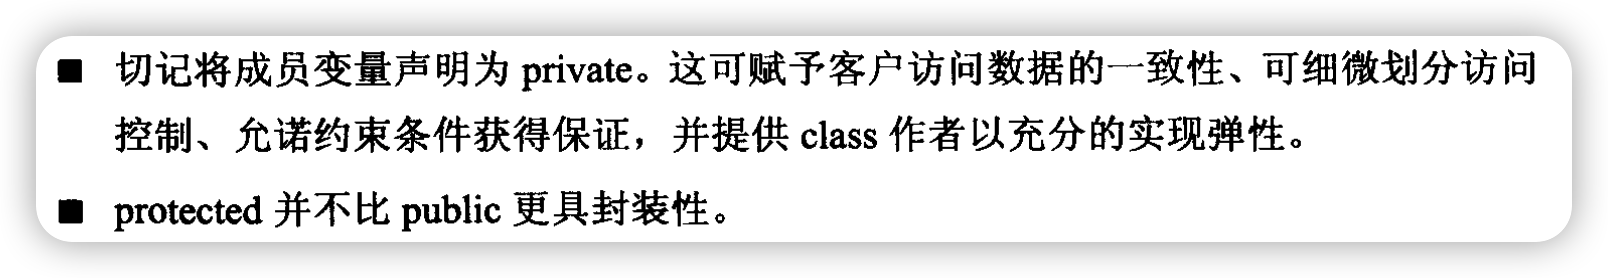 ■ 切记将成员变量声明为 private。这可赋予客户访问数据的一致性、可细微划分访问
控制、允诺约束条件获得保证，并提供 class 作者以充分的实现弹性。
■ protected 并不比 public 更具封装性。